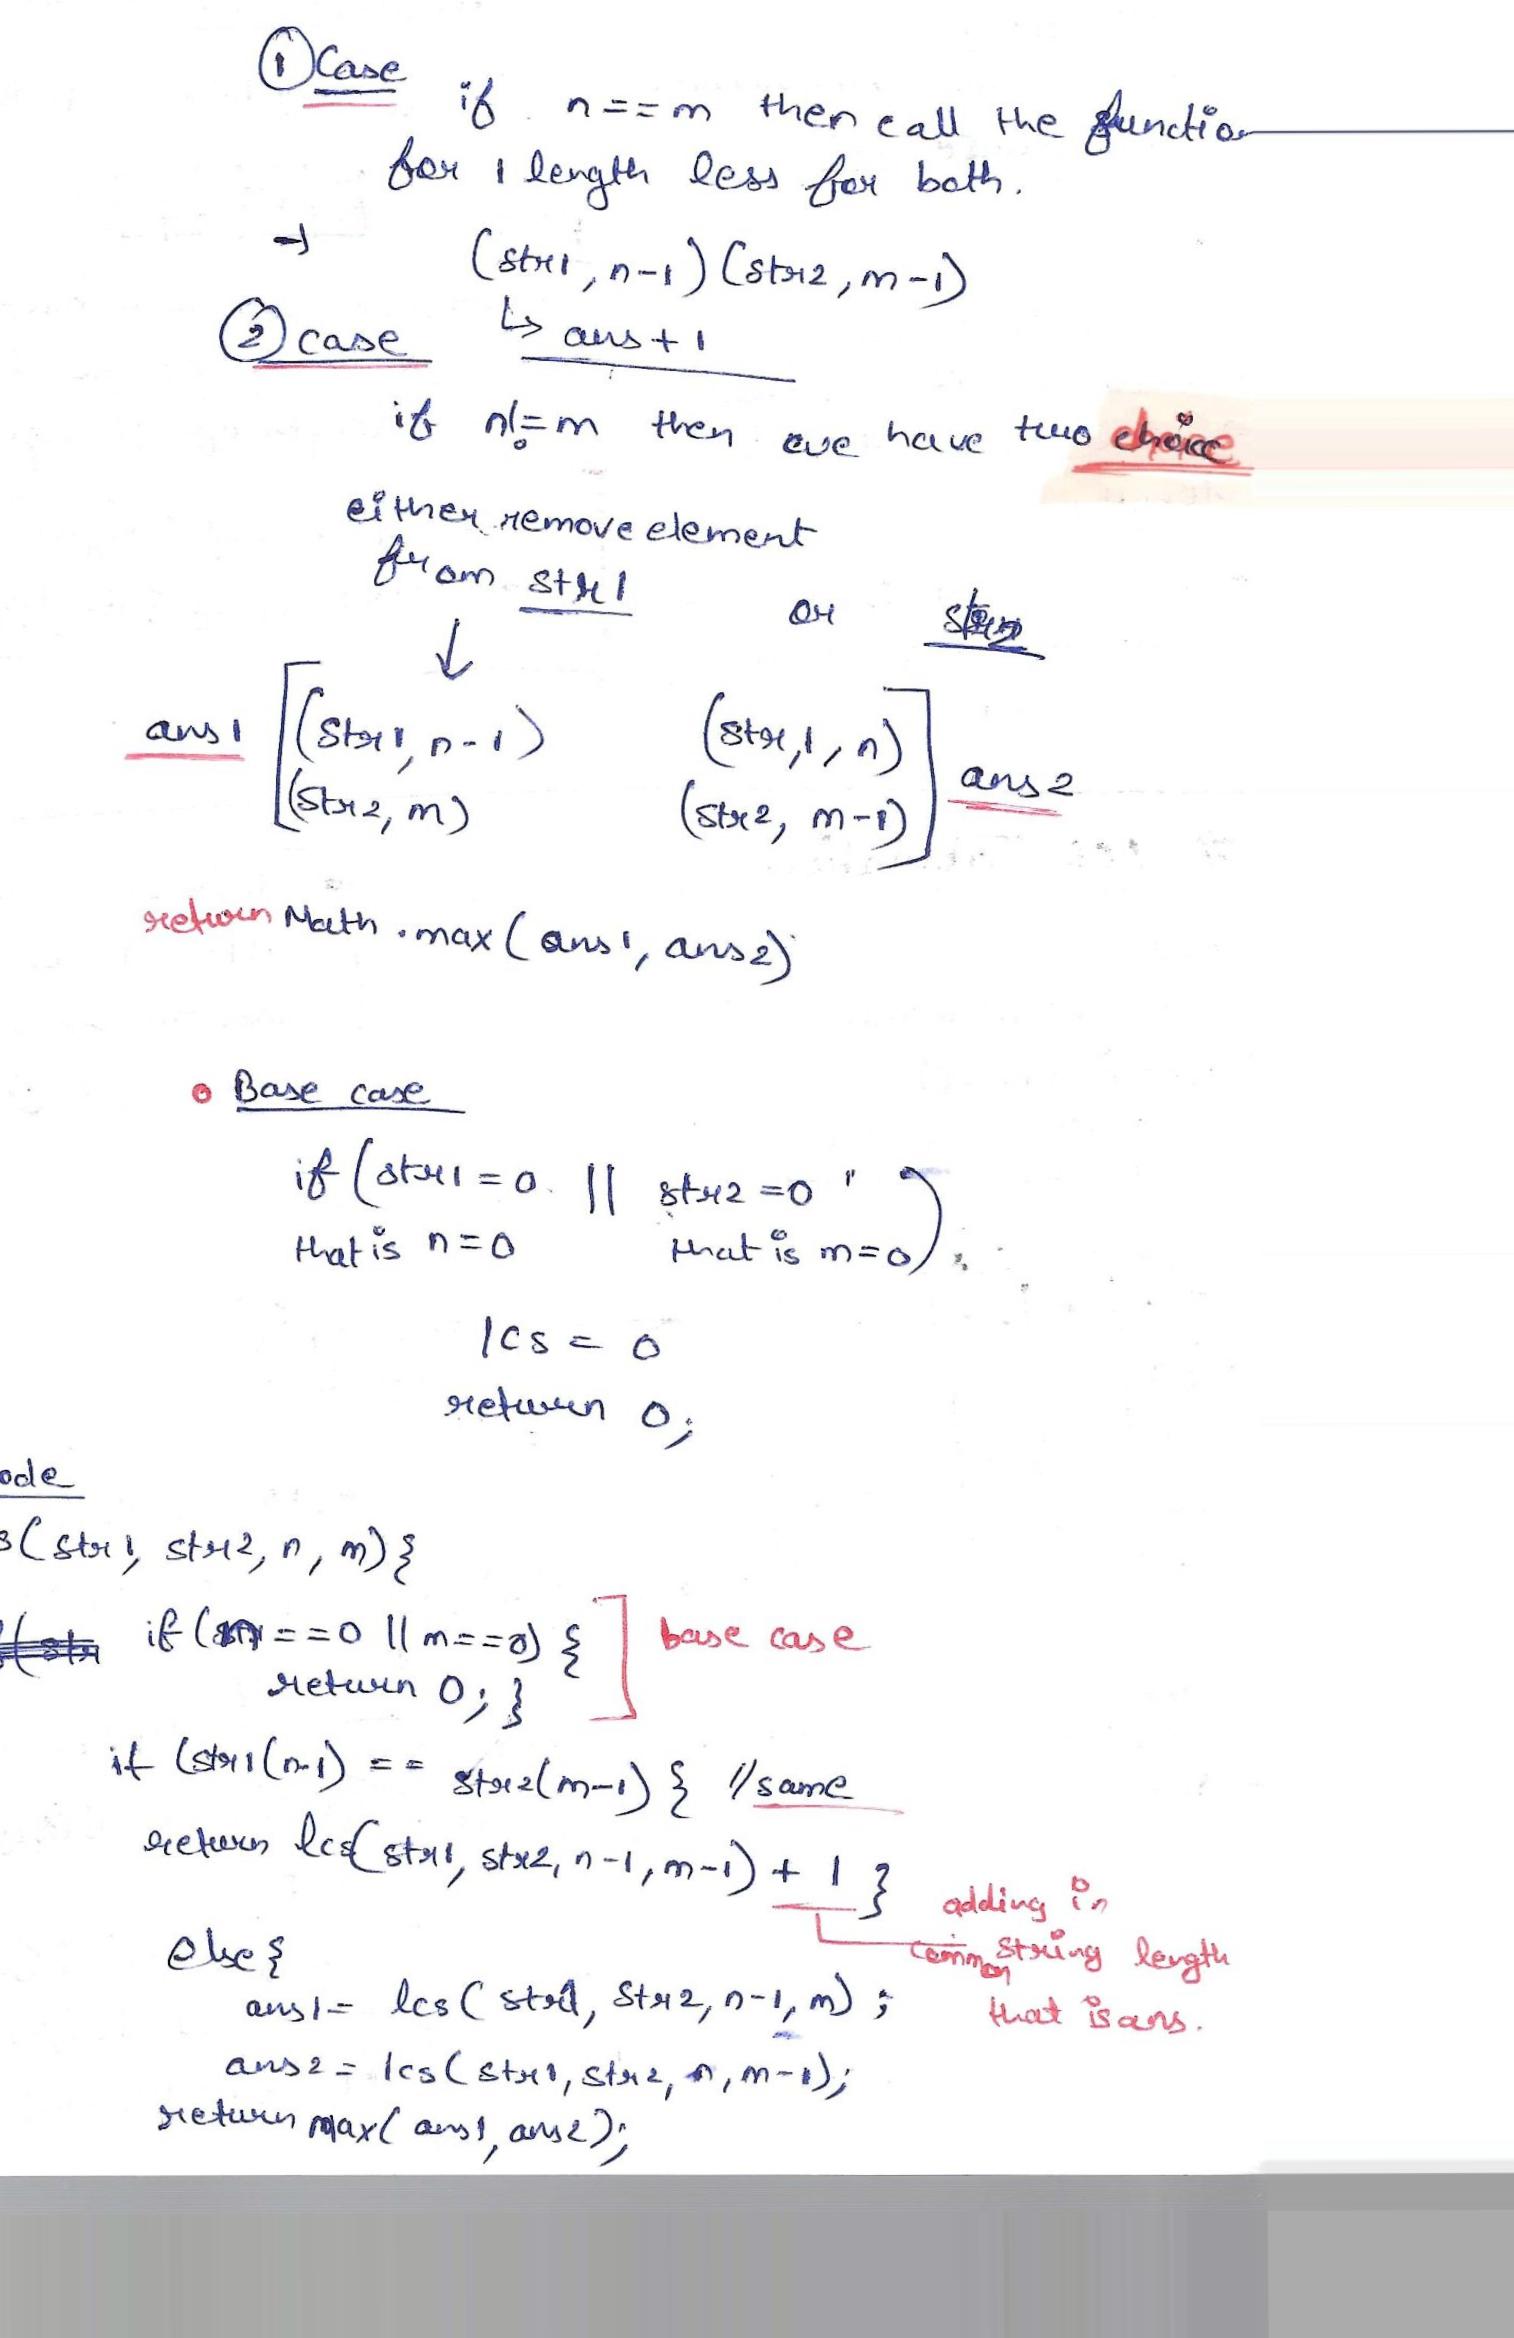 ① Case
if n==m then call the function
for 1 length less for both.
→ (str1, n-1) (str2, m-1)
↳ ans+1
② case
if n!=m then we have two choice
either remove element
from str1 or str2
↓
ans1 [(str1, n-1) (str,1, n)] ans2
(str2, m) (str2, m-1)
return Math.max(ans1, ans2)
• Base case
if (str1=0 || str2=0 " )
that is n=0 that is m=0
lcs = 0
return 0;
ode
s(str1, str2, n, m){
if (n==0 || m==0) { ] base case
return 0; }
if (str1(n-1) == str2(m-1) { //same
return lcs(str1, str2, n-1, m-1) + 1 }
adding in
common string length
that is ans.
else{
ans1= lcs( str1, str2, n-1, m) ;
ans2 = lcs( str1, str2, n, m-1);
return max( ans1, ans2);